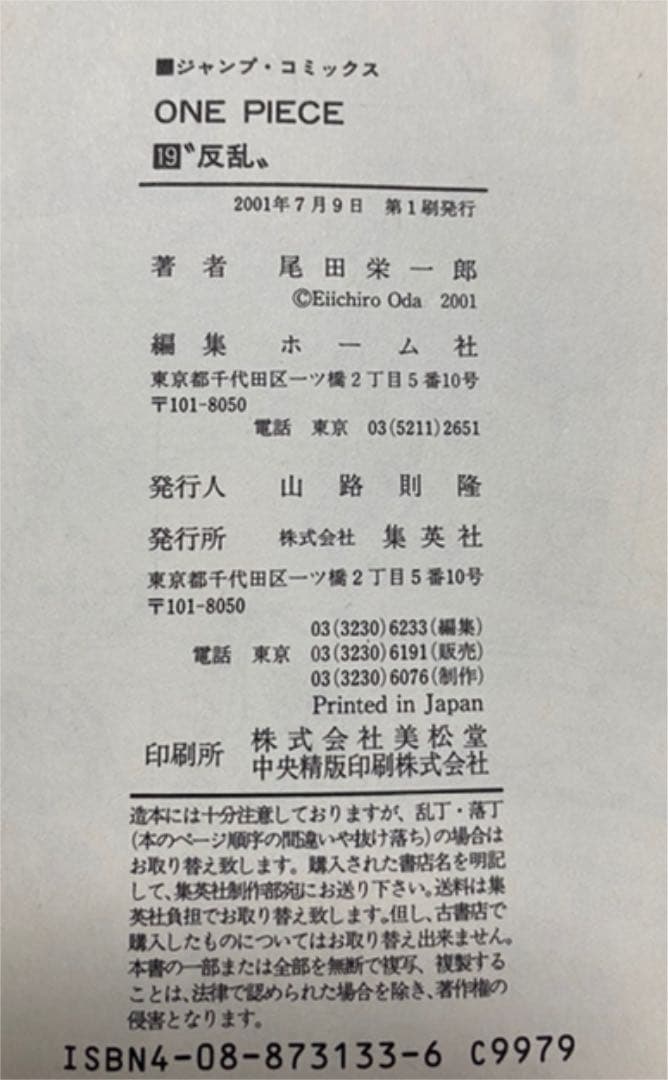 ■ジャンプ・コミックス
ONE PIECE
19〝反乱〟
2001年7月9日 第1刷発行
著者 尾田栄一郎
©Eiichiro Oda 2001
編集 ホーム社
東京都千代田区一ツ橋2丁目5番10号
〒101-8050
電話 東京 03(5211)2651
発行人 山路則隆
発行所 株式会社 集英社
東京都千代田区一ツ橋2丁目5番10号
〒101-8050
03(3230)6233(編集)
電話 東京 03(3230)6191(販売)
03(3230)6076(制作)
Printed in Japan
印刷所 株式会社美松堂
中央精版印刷株式会社
造本には十分注意しておりますが、乱丁・落丁
(本のページ順序の間違いや抜け落ち)の場合は
お取り替え致します。購入された書店名を明記
して、集英社制作部宛にお送り下さい。送料は集
英社負担でお取り替え致します。但し、古書店で
購入したものについてはお取り替え出来ません。
本書の一部または全部を無断で複写、複製する
ことは、法律で認められた場合を除き、著作権の
侵害となります。
ISBN4-08-873133-6 C9979